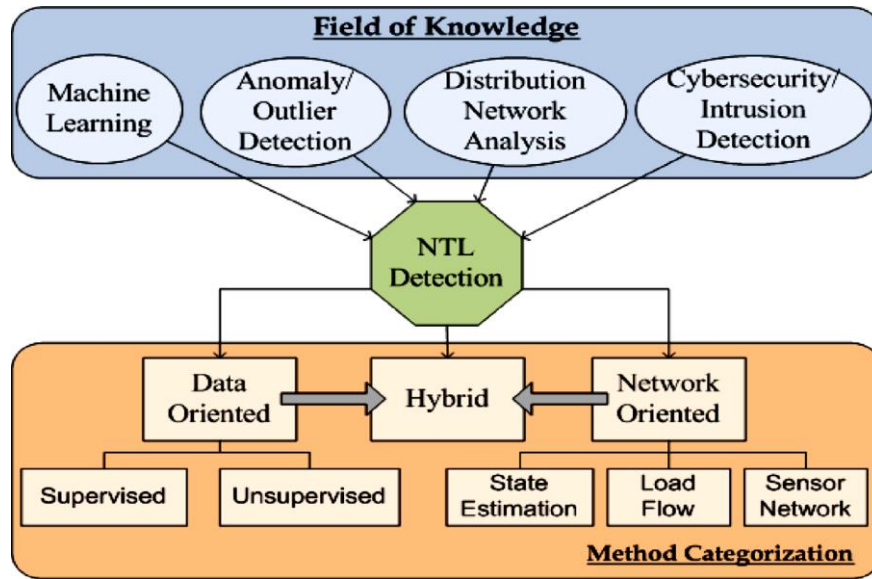 Field of Knowledge
Machine
Learning
Anomaly/
Outlier
Detection
Distribution
Network
Analysis
Cybersecurity/
Intrusion
Detection
NTL
Detection
Data
Oriented
Hybrid
Network
Oriented
Supervised
Unsupervised
State
Estimation
Load
Flow
Sensor
Network
Method Categorization